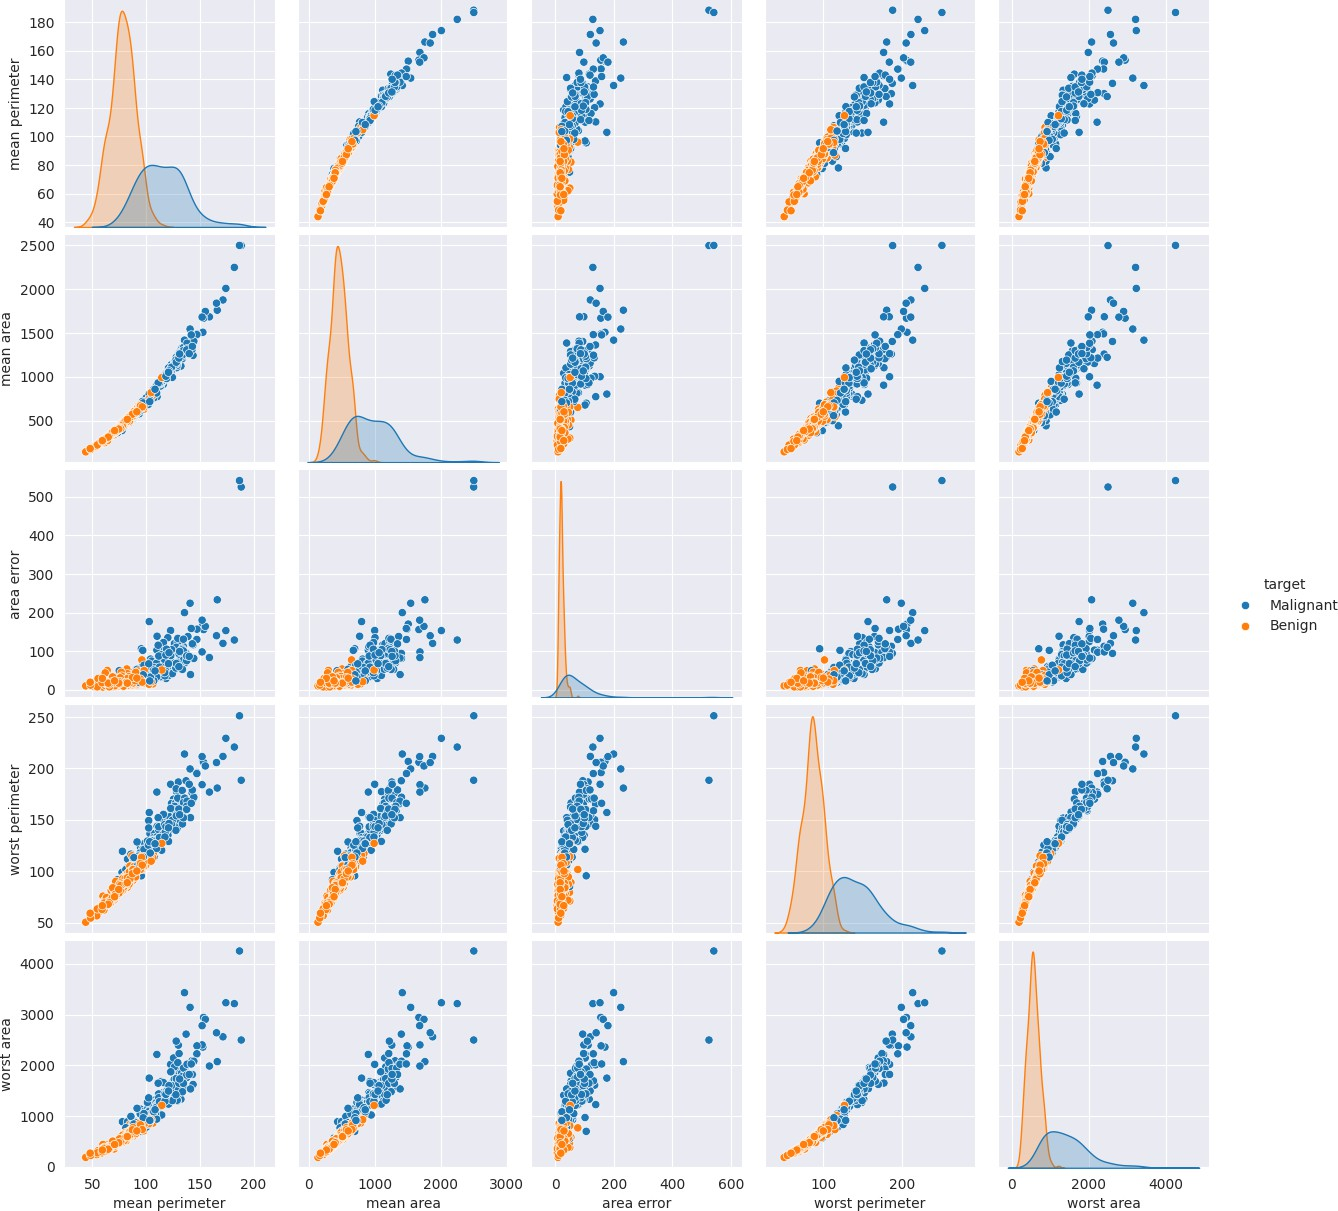 180
160
140
120
100
80
60
40
mean perimeter
2500
2000
1500
1000
500
mean area
500
400
300
200
100
0
area error
target
Malignant
Benign
250
200
150
100
50
worst perimeter
4000
3000
2000
1000
0
worst area
50 100 150 200
0 1000 2000 3000
0 200 400 600
100 200
0 2000 4000
mean perimeter
mean area
area error
worst perimeter
worst area